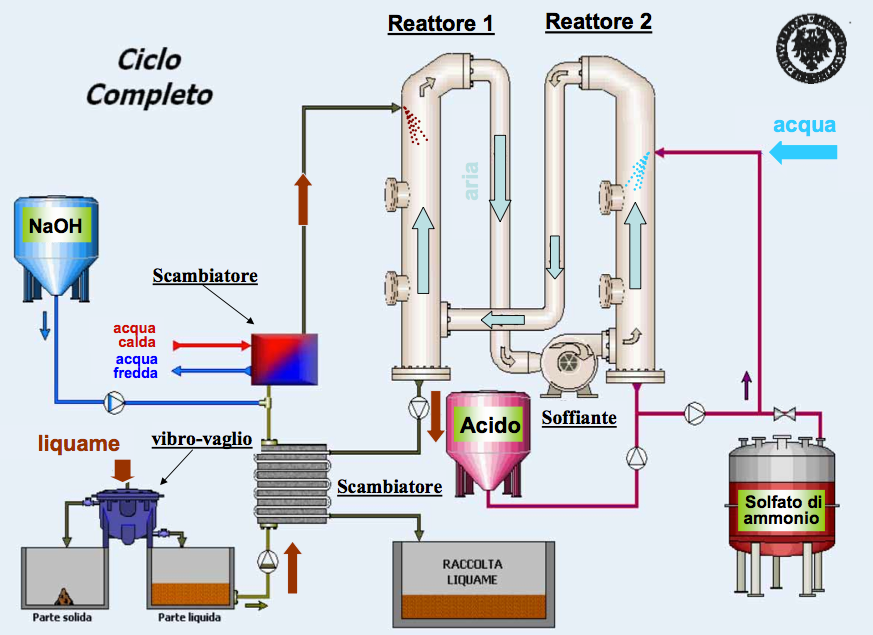 Reattore 1
Reattore 2
Ciclo
Completo
acqua
aria
NaOH
Scambiatore
acqua
calda
acqua
fredda
liquame
vibro-vaglio
Scambiatore
Acido
Soffiante
Solfato di
ammonio
RACCOLTA
LIQUAME
Parte solida
Parte liquida